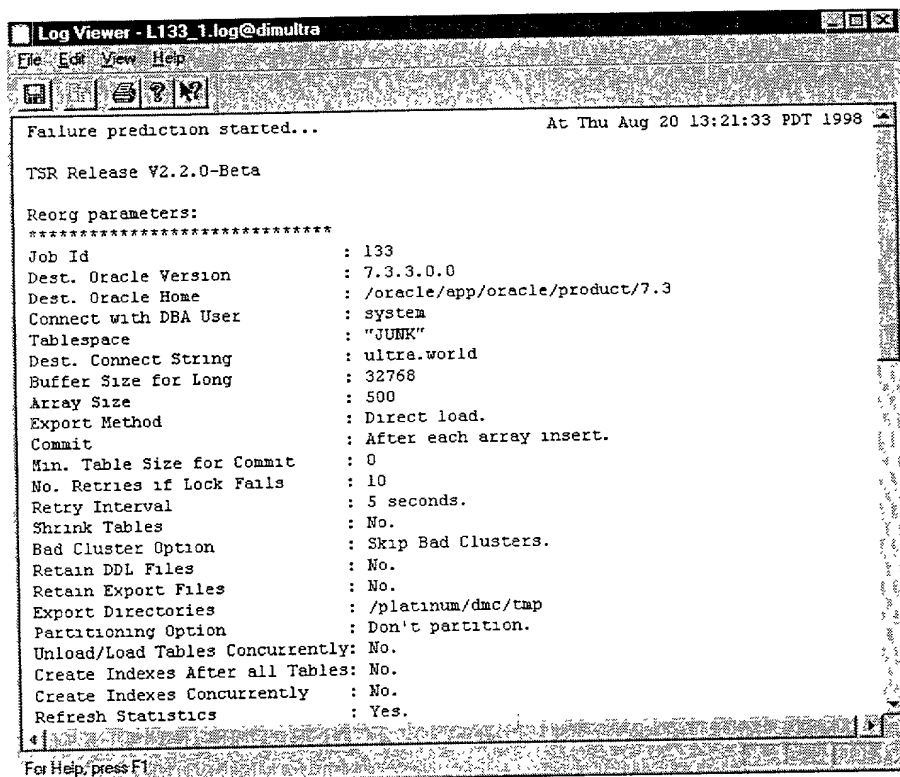 Log Viewer - L133_1.log@dimultra
File Edit View Help
Failure prediction started... At Thu Aug 20 13:21:33 PDT 1998
TSR Release V2.2.0-Beta
Reorg parameters:
******************************
Job Id : 133
Dest. Oracle Version : 7.3.3.0.0
Dest. Oracle Home : /oracle/app/oracle/product/7.3
Connect with DBA User : system
Tablespace : "JUNK"
Dest. Connect String : ultra.world
Buffer Size for Long : 32768
Array Size : 500
Export Method : Direct load.
Commit : After each array insert.
Min. Table Size for Commit : 0
No. Retries if Lock Fails : 10
Retry Interval : 5 seconds.
Shrink Tables : No.
Bad Cluster Option : Skip Bad Clusters.
Retain DDL Files : No.
Retain Export Files : No.
Export Directories : /platinum/dmc/tmp
Partitioning Option : Don't partition.
Unload/Load Tables Concurrently: No.
Create Indexes After all Tables: No.
Create Indexes Concurrently : No.
Refresh Statistics : Yes.
For Help, press F1